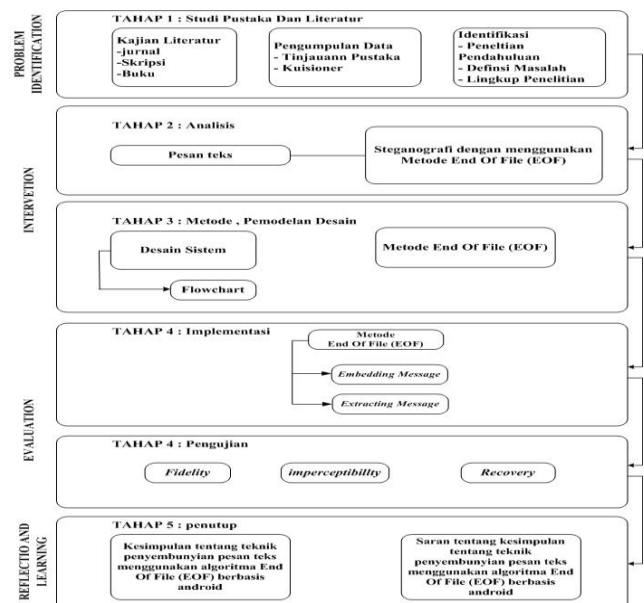 PROBLEM
IDENTIFICATION
TAHAP 1 : Studi Pustaka Dan Literatur
Kajian Literatur
-jurnal
-Skripsi
-Buku
Pengumpulan Data
- Tinjauann Pustaka
- Kuisioner
Identifikasi
- Peneltian
Pendahuluan
- Definsi Masalah
- Lingkup Penelitian
INTERVETION
TAHAP 2 : Analisis
Pesan teks
Steganografi dengan menggunakan
Metode End Of File (EOF)
TAHAP 3 : Metode , Pemodelan Desain
Desain Sistem
Flowchart
Metode End Of File (EOF)
EVALUATION
TAHAP 4 : Implementasi
Metode
End Of File (EOF)
Embedding Message
Extracting Message
TAHAP 4 : Pengujian
Fidelity
imperceptibillty
Recovery
REFLECTIO AND
LEARNING
TAHAP 5 : penutup
Kesimpulan tentang teknik
penyembunyian pesan teks
menggunakan algoritma End
Of File (EOF) berbasis
android
Saran tentang kesimpulan
tentang teknik
penyembunyian pesan teks
menggunakan algoritma End
Of File (EOF) berbasis
android